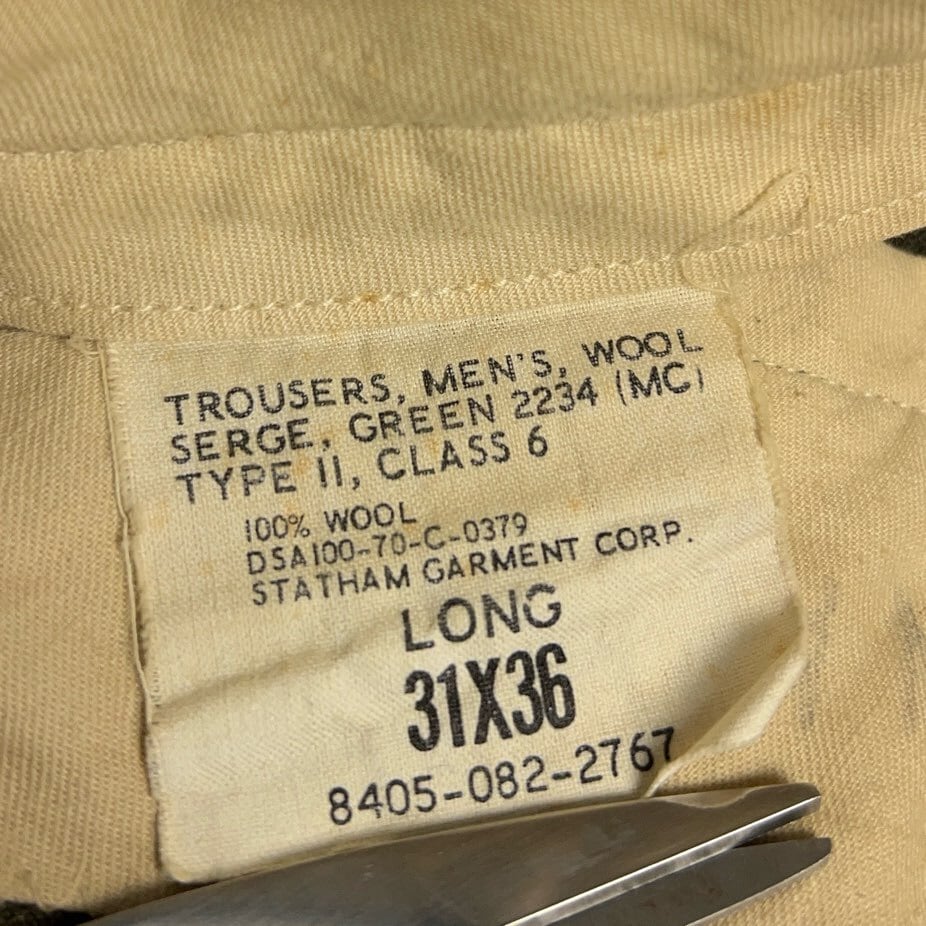 TROUSERS, MEN'S, WOOL
SERGE, GREEN 2234 (MC)
TYPE II, CLASS 6
100% WOOL
DSA100-70-C-0379
STATHAM GARMENT CORP.
LONG
31X36
8405-082-2767